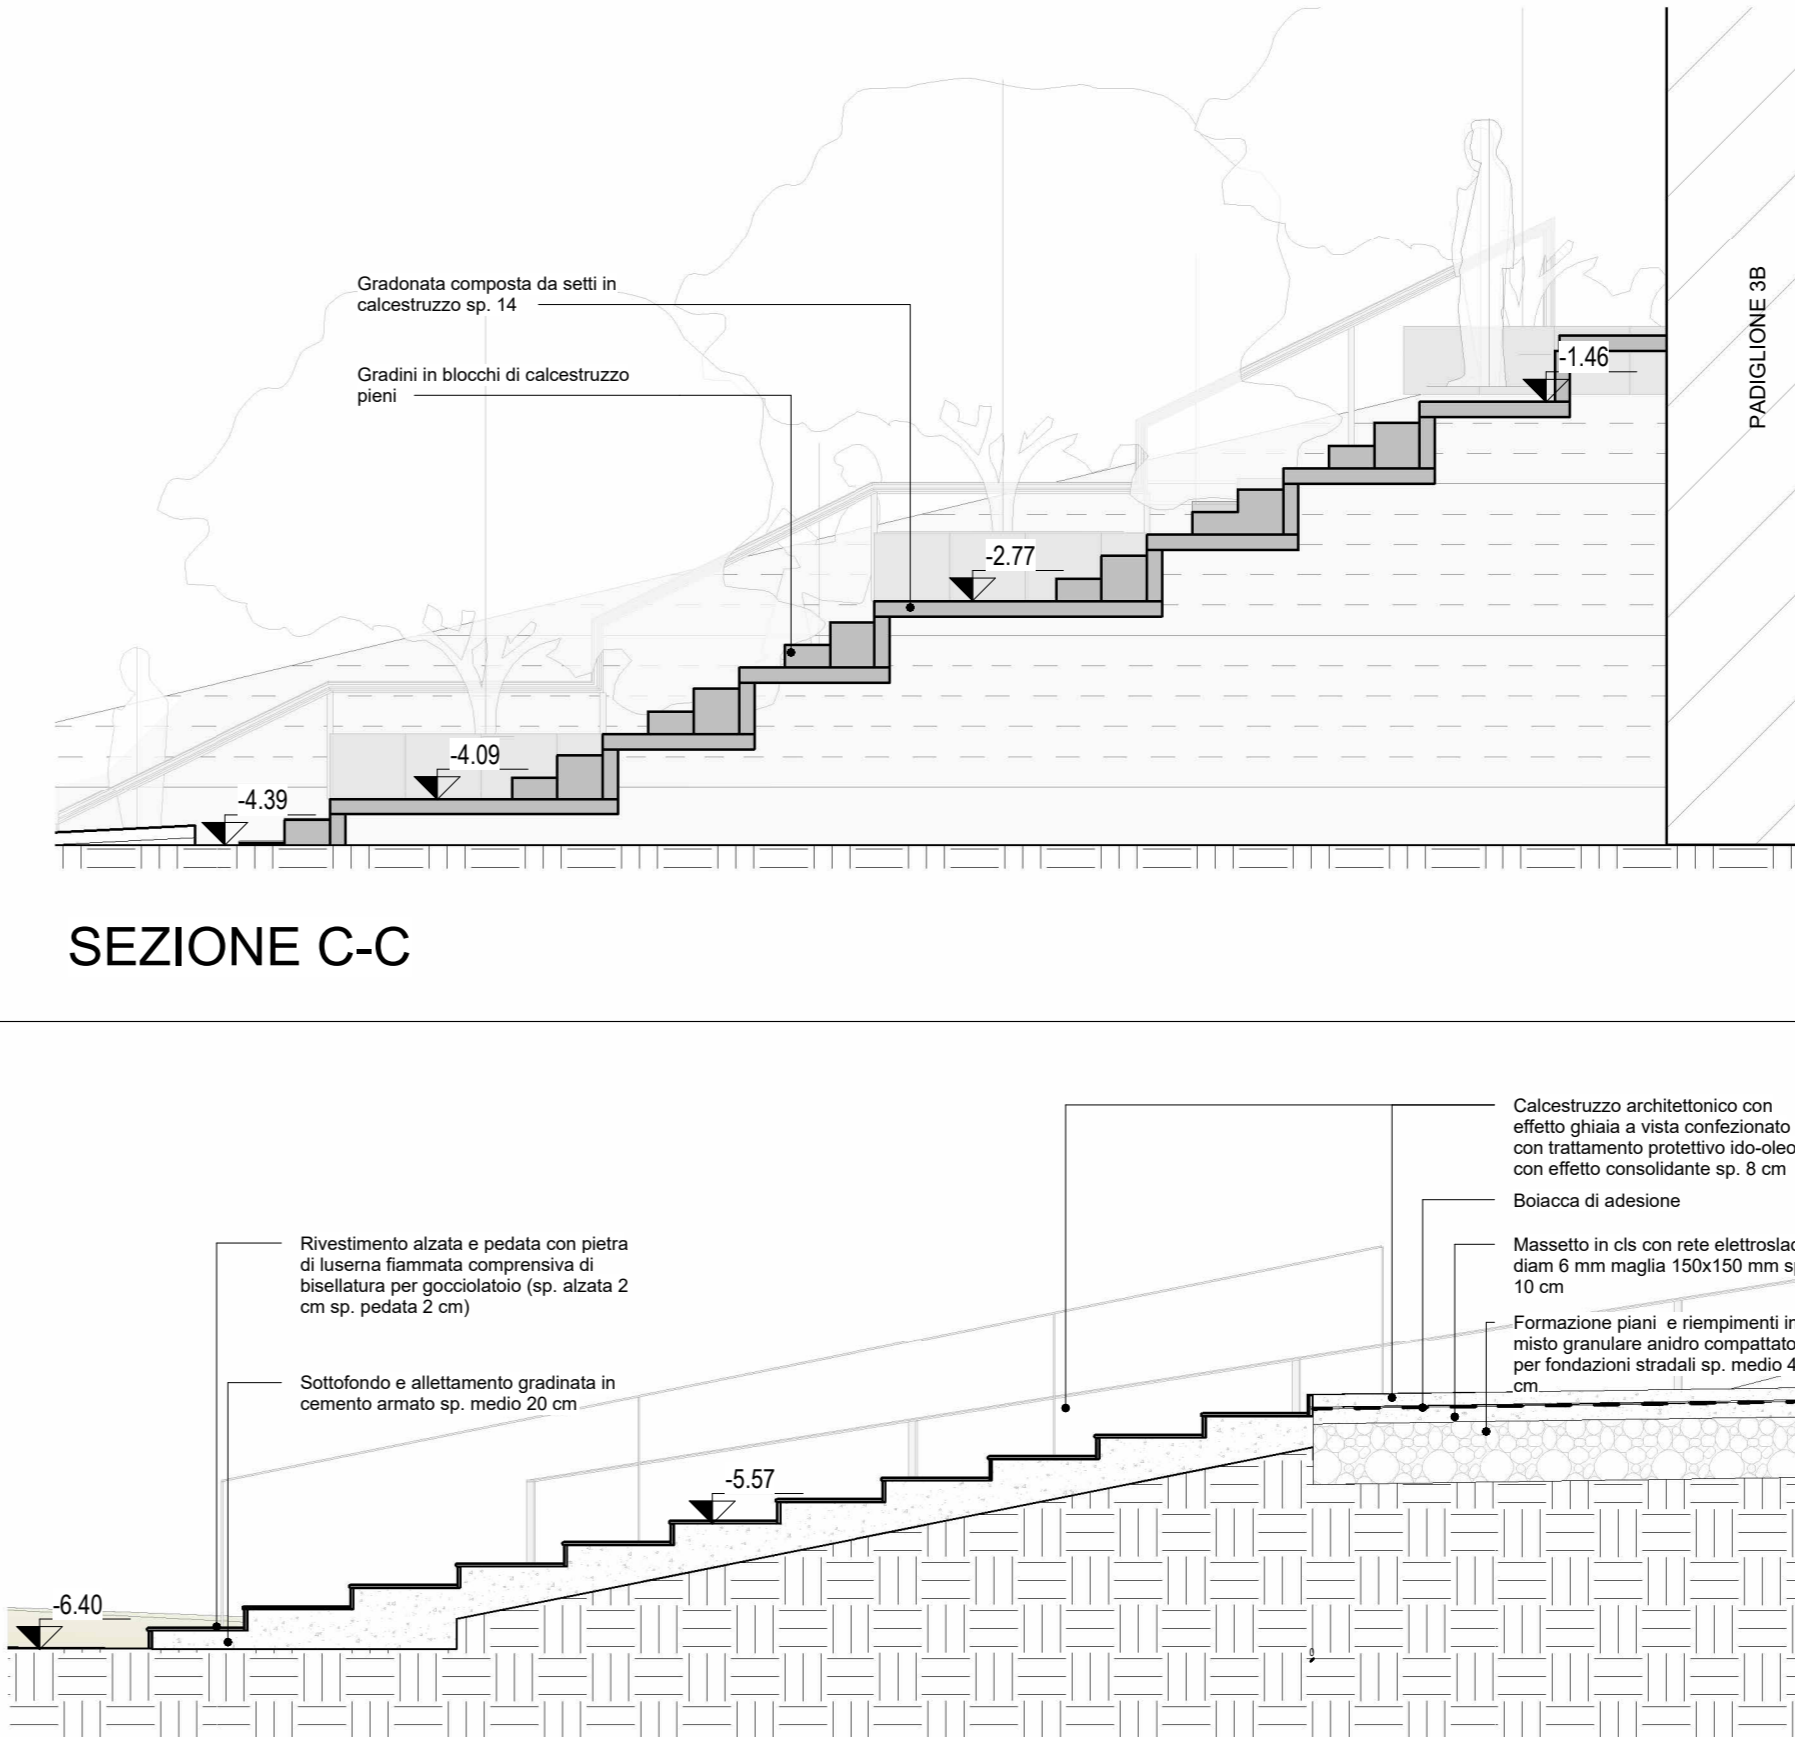 Gradonata composta da setti in
calcestruzzo sp. 14
Gradini in blocchi di calcestruzzo
pieni
PADIGLIONE 3B
-1.46
-2.77
-4.09
-4.39
SEZIONE C-C
Calcestruzzo architettonico con
effetto ghiaia a vista confezionato
con trattamento protettivo ido-oleo
con effetto consolidante sp. 8 cm
Boiacca di adesione
Massetto in cls con rete elettroslad
diam 6 mm maglia 150x150 mm sp
10 cm
Formazione piani e riempimenti in
misto granulare anidro compattato
per fondazioni stradali sp. medio 4
cm
Rivestimento alzata e pedata con pietra
di luserna fiammata comprensiva di
bisellatura per gocciolatoio (sp. alzata 2
cm sp. pedata 2 cm)
Sottofondo e allettamento gradinata in
cemento armato sp. medio 20 cm
-5.57
-6.40